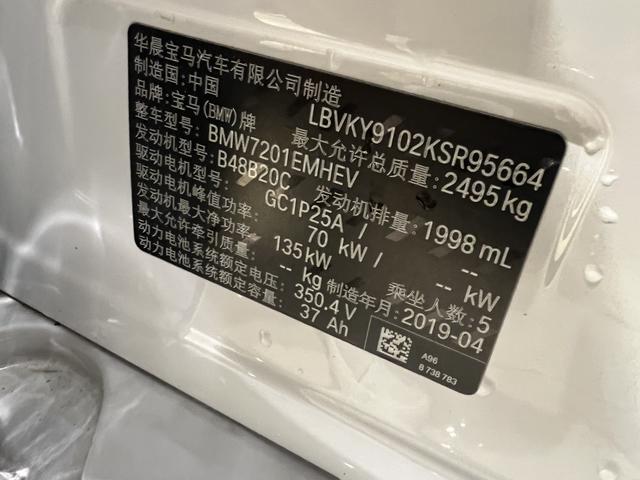 华晨宝马汽车有限公司制造
制造国:中国
品牌:宝马(BMW)牌 LBVKY9102KSR95664
整车型号: BMW7201EMHEV 最大允许总质量:2495kg
发动机型号: B48B20C 发动机排量: 1998 mL
驱动电机型号: GC1P25A / --
驱动电机峰值功率: 70 kW / -- kW
发动机最大净功率: 135kW 乘坐人数:5
最大允许牵引质量: -- kg 制造年月:2019-04
动力电池系统额定电压: 350.4 V
动力电池系统额定容量: 37 Ah
A96
8 738 783